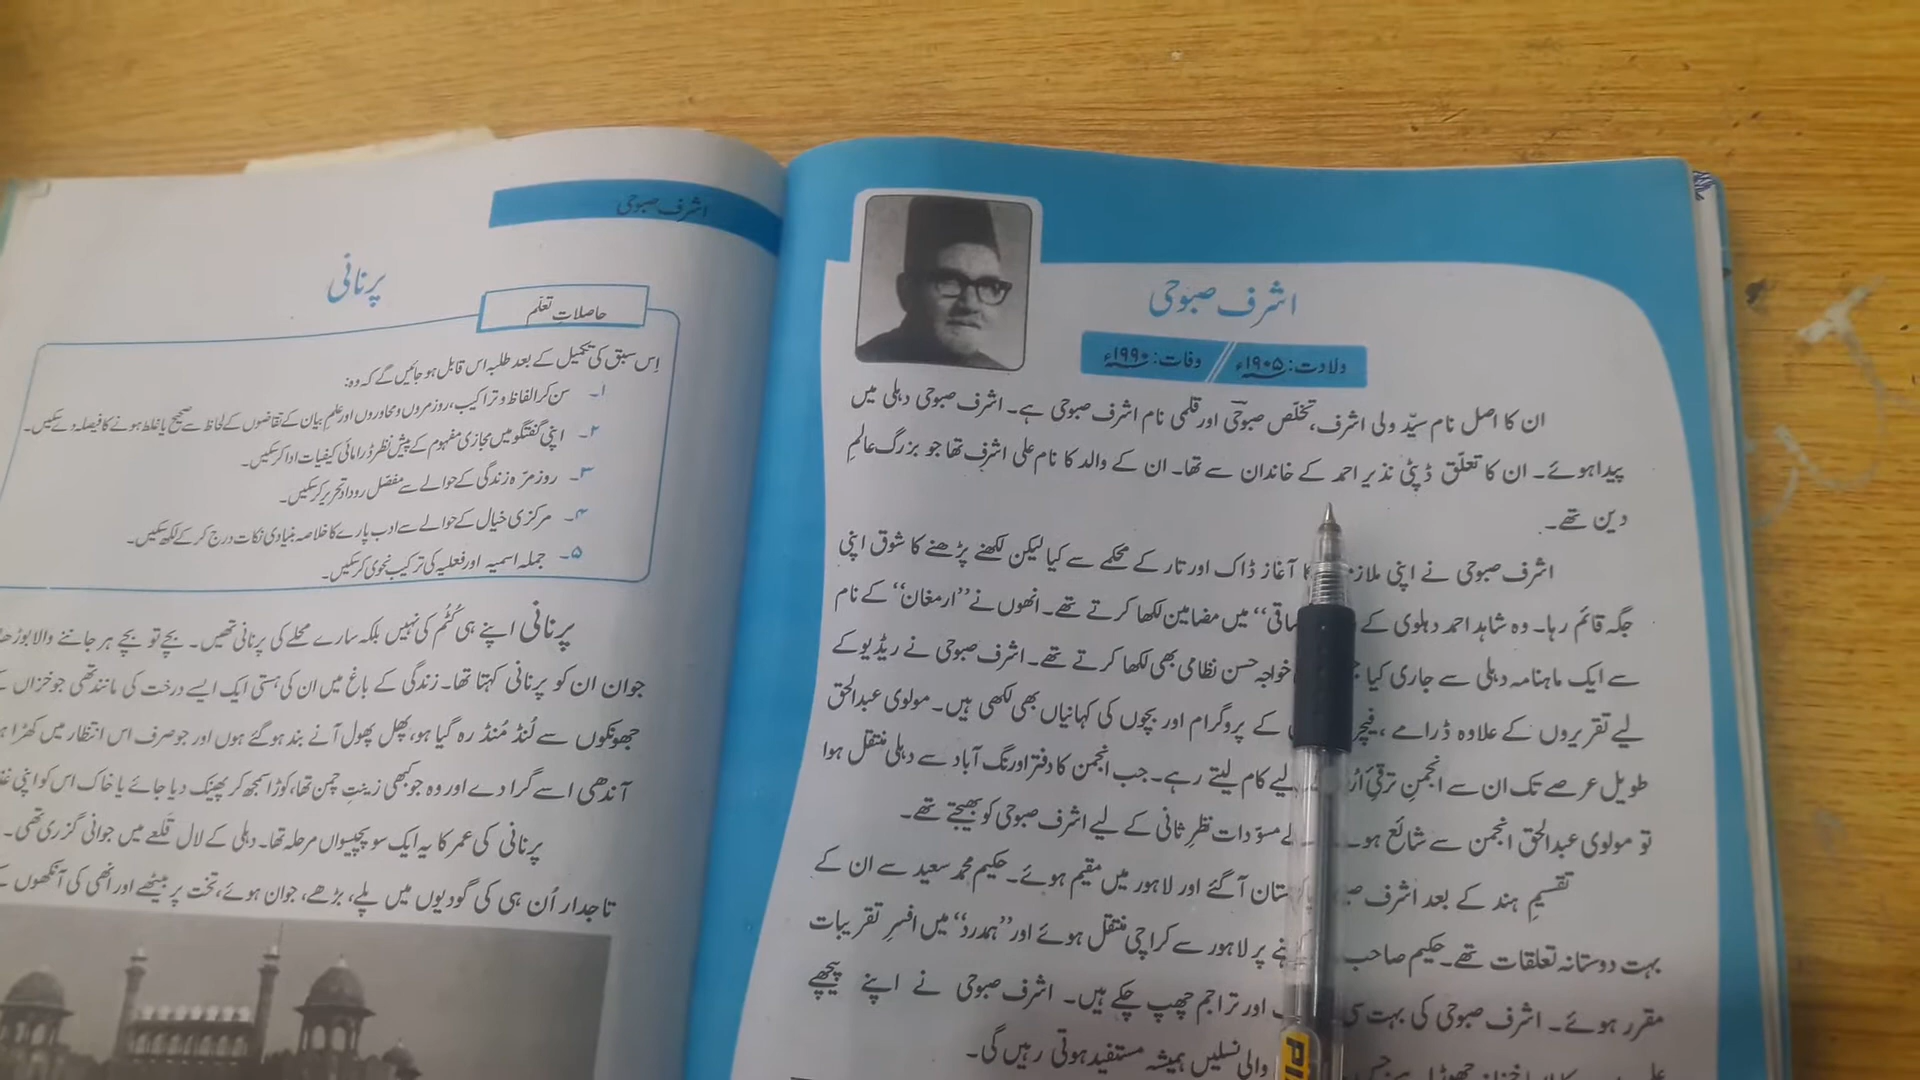 اشرف صبوحی
ولادت: ۱۹۰۵ء // وفات: ۱۹۹۰ء
ان کا اصل نام سیّد ولی اشرف، تخلّص صبوحی اور قلمی نام اشرف صبوحی ہے۔ اشرف صبوحی دہلی میں
پیدا ہوئے۔ ان کا تعلّق ڈپٹی نذیر احمد کے خاندان سے تھا۔ ان کے والد کا نام علی اشرف تھا جو بزرگ عالمِ
دین تھے۔
اشرف صبوحی نے اپنی ملاز کا آغاز ڈاک اور تار کے محکمے سے کیا لیکن لکھنے پڑھنے کا شوق اپنی
جگہ قائم رہا۔ وہ شاہد احمد دہلوی کے ساقی‘‘ میں مضامین لکھا کرتے تھے۔ انھوں نے ’’ارمغان‘‘ کے نام
سے ایک ماہنامہ دہلی سے جاری کیا خواجہ حسن نظامی بھی لکھا کرتے تھے۔ اشرف صبوحی نے ریڈیو کے
لیے تقریروں کے علاوہ ڈرامے، فیچر کے پروگرام اور بچوں کی کہانیاں بھی لکھی ہیں۔ مولوی عبدالحق
طویل عرصے تک ان سے انجمنِ ترقیٔ اُر لیے کام لیتے رہے۔ جب انجمن کا دفتر اورنگ آباد سے دہلی منتقل ہوا
تو مولوی عبدالحق انجمن سے شائع ہو لے مسوّدات نظرِ ثانی کے لیے اشرف صبوحی کو بھیجتے تھے۔
تقسیمِ ہند کے بعد اشرف صبو پاکستان آ گئے اور لاہور میں مقیم ہوئے۔ حکیم محمد سعید سے ان کے
بہت دوستانہ تعلقات تھے۔ حکیم صاحب کہنے پر لاہور سے کراچی منتقل ہوئے اور ’’ہمدرد‘‘ میں افسرِ تقریبات
مقرر ہوئے۔ اشرف صبوحی کی بہت سی اور تراجم چھپ چکے ہیں۔ اشرف صبوحی نے اپنے پیچھے
والی نسلیں ہمیشہ مستفید ہوتی رہیں گی۔
اشرف صبوحی
پرنانی
حاصلاتِ تعلّم
اِس سبق کی تکمیل کے بعد طلبہ اس قابل ہو جائیں گے کہ وہ:
۱۔ سن کر الفاظ و تراکیب، روزمروں و محاوروں اور علمِ بیان کے تقاضوں کے لحاظ سے صحیح یا غلط ہونے کا فیصلہ دے سکیں۔
۲۔ اپنی گفتگو میں مجازی مفہوم کے پیشِ نظر ڈرامائی کیفیات ادا کر سکیں۔
۳۔ روزمرّہ زندگی کے حوالے سے مفصّل روداد تحریر کر سکیں۔
۴۔ مرکزی خیال کے حوالے سے ادب پارے کا خلاصہ بنیادی نکات درج کر کے لکھ سکیں۔
۵۔ جملہ اسمیہ اور فعلیہ کی ترکیبِ نحوی کر سکیں۔
پرنانی اپنے ہی کُٹُم کی نہیں بلکہ سارے محلے کی پرنانی تھیں۔ بچے تو بچے ہر جاننے والا بوڑھا
جوان ان کو پرنانی کہتا تھا۔ زندگی کے باغ میں ان کی ہستی ایک ایسے درخت کی مانند تھی جو خزاں کے
جھونکوں سے لُنڈ مُنڈ رہ گیا ہو، پھل پھول آنے بند ہو گئے ہوں اور جو صرف اس انتظار میں کھڑا ہو
آندھی اسے گرا دے اور وہ جو کبھی زینتِ چمن تھا، کوڑا سمجھ کر پھینک دیا جائے یا خاک اس کو اپنی
پرنانی کی عمر کا یہ ایک سو پچیسواں مرحلہ تھا۔ دہلی کے لال قلعے میں جوانی گزری تھی۔
تاجدار اُن ہی کی گودیوں میں پلے، بڑھے، جوان ہوئے، تخت پر بیٹھے اور اُنھی کی آنکھوں کے